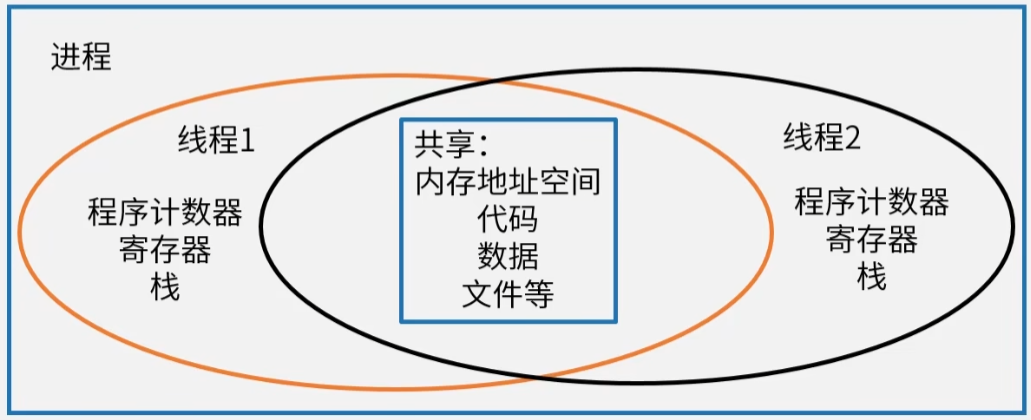 进程
线程1
程序计数器
寄存器
栈
共享：
内存地址空间
代码
数据
文件等
线程2
程序计数器
寄存器
栈